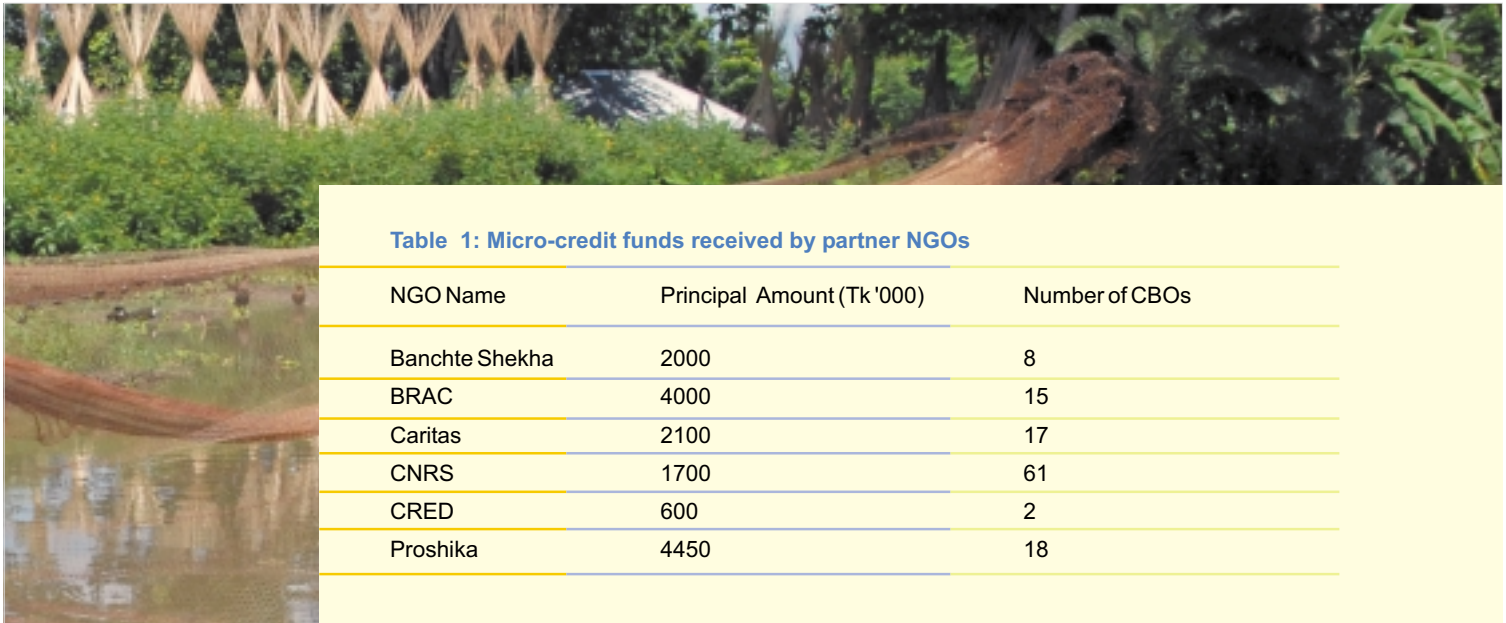 Table 1: Micro-credit funds received by partner NGOs
NGO Name Principal Amount (Tk '000) Number of CBOs
Banchte Shekha 2000 8
BRAC 4000 15
Caritas 2100 17
CNRS 1700 61
CRED 600 2
Proshika 4450 18